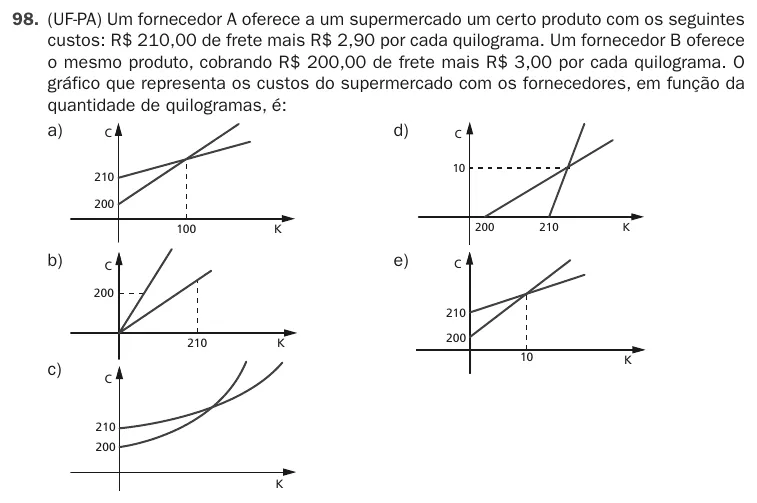 98. (UF-PA) Um fornecedor A oferece a um supermercado um certo produto com os seguintes
custos: R$ 210,00 de frete mais R$ 2,90 por cada quilograma. Um fornecedor B oferece
o mesmo produto, cobrando R$ 200,00 de frete mais R$ 3,00 por cada quilograma. O
gráfico que representa os custos do supermercado com os fornecedores, em função da
quantidade de quilogramas, é:
a)
C
210
200
100
K
b)
C
200
210
K
c)
C
210
200
K
d)
C
10
200
210
K
e)
C
210
200
10
K